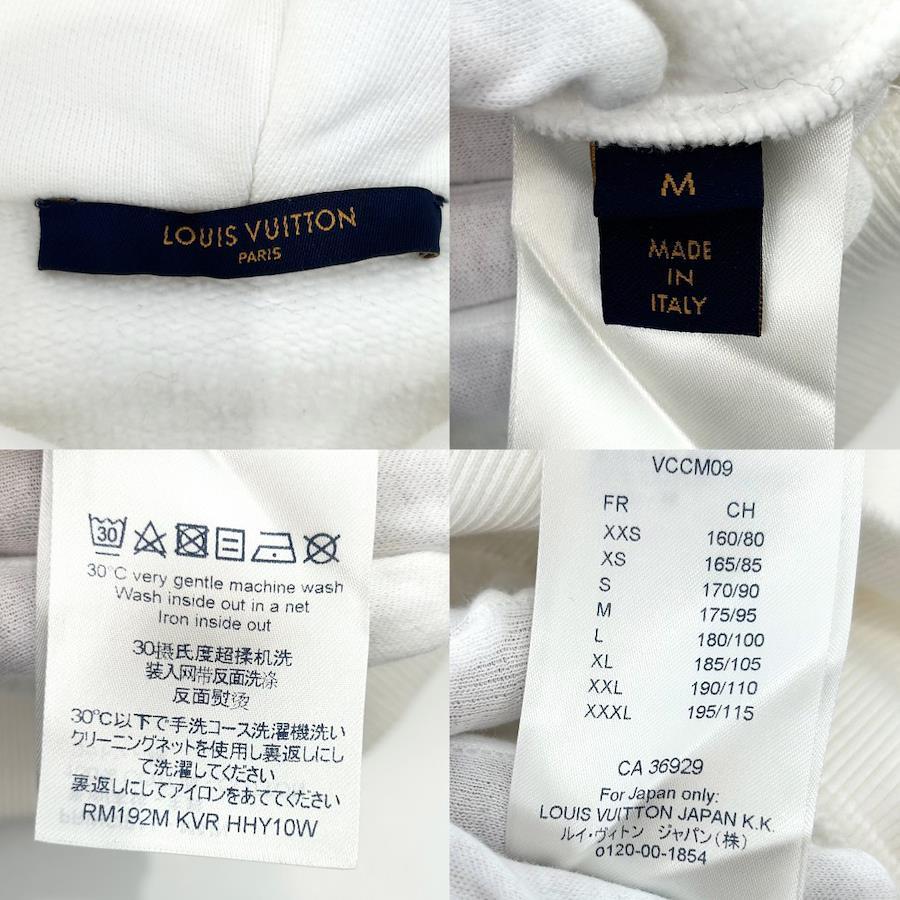 LOUIS VUITTON
PARIS
M
MADE
IN
ITALY
30
30°C very gentle machine wash
Wash inside out in a net
Iron inside out
30摄氏度超揉机洗
装入网带反面洗涤
反面熨烫
30°C以下で手洗コース洗濯機洗い
クリーニングネットを使用し裏返しにし
て洗濯してください
裏返しにしてアイロンをあててください
RM192M KVR HHY10W
VCCM09
FR CH
XXS 160/80
XS 165/85
S 170/90
M 175/95
L 180/100
XL 185/105
XXL 190/110
XXXL 195/115
CA 36929
For Japan only:
LOUIS VUITTON JAPAN K.K.
ルイ・ヴィトン ジャパン(株)
0120-00-1854